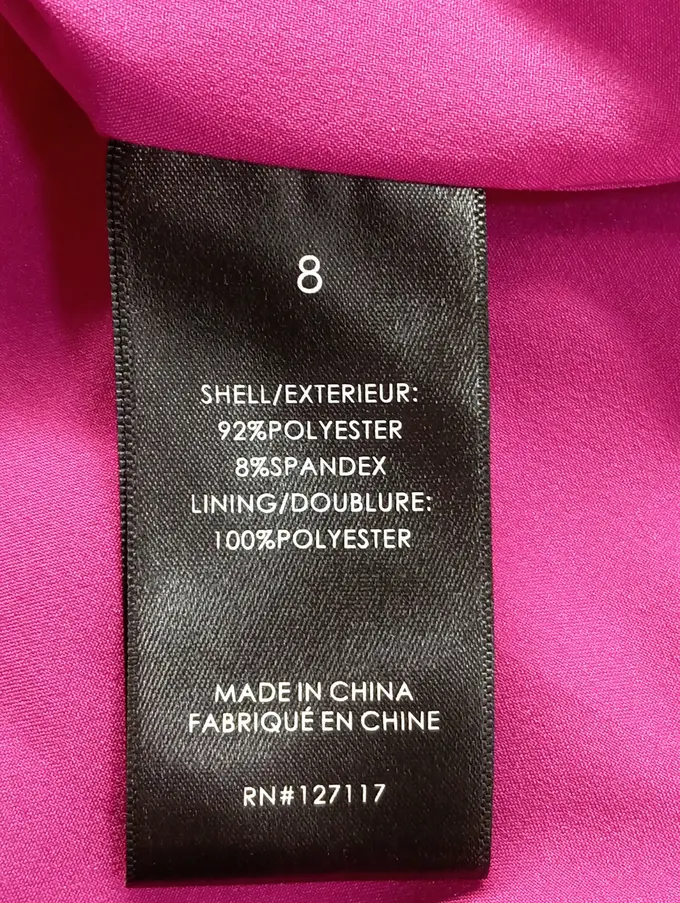 8
SHELL/EXTERIEUR:
92%POLYESTER
8%SPANDEX
LINING/DOUBLURE:
100%POLYESTER
MADE IN CHINA
FABRIQUÉ EN CHINE
RN#127117